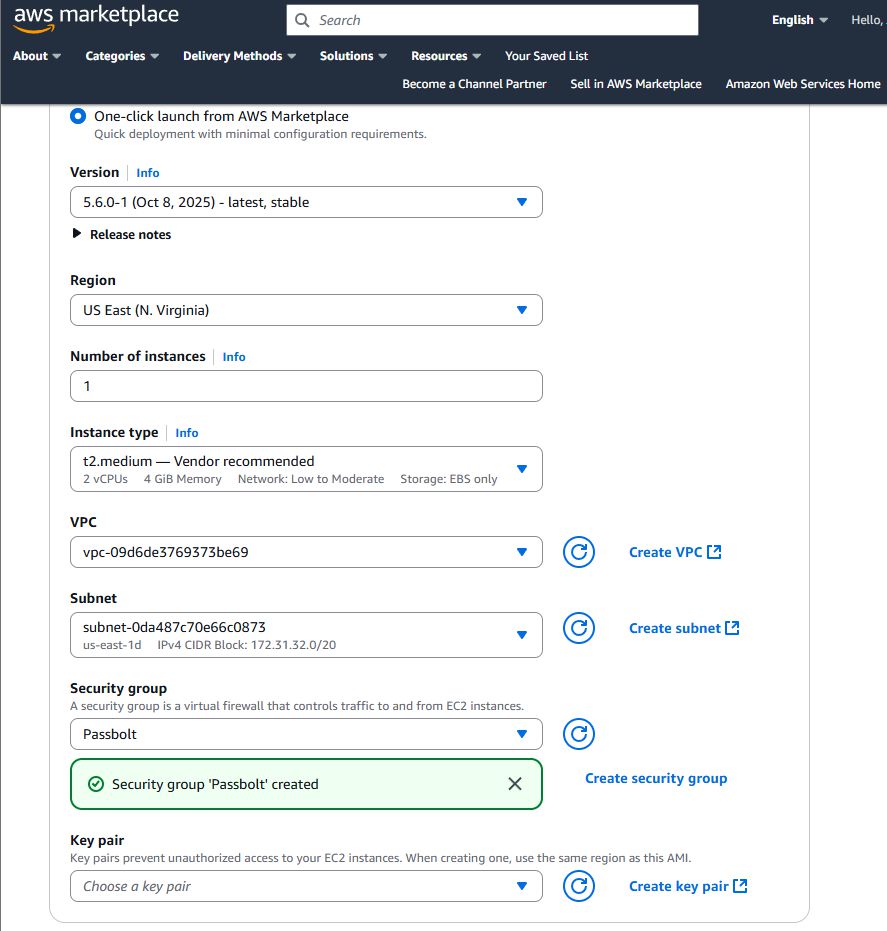 aws marketplace
Search
English
Hello,
About
Categories
Delivery Methods
Solutions
Resources
Your Saved List
Become a Channel Partner
Sell in AWS Marketplace
Amazon Web Services Home
One-click launch from AWS Marketplace
Quick deployment with minimal configuration requirements.
Version | Info
5.6.0-1 (Oct 8, 2025) - latest, stable
Release notes
Region
US East (N. Virginia)
Number of instances | Info
1
Instance type | Info
t2.medium — Vendor recommended
2 vCPUs 4 GiB Memory Network: Low to Moderate Storage: EBS only
VPC
vpc-09d6de3769373be69
Create VPC
Subnet
subnet-0da487c70e66c0873
us-east-1d IPv4 CIDR Block: 172.31.32.0/20
Create subnet
Security group
A security group is a virtual firewall that controls traffic to and from EC2 instances.
Passbolt
Security group 'Passbolt' created
Create security group
Key pair
Key pairs prevent unauthorized access to your EC2 instances. When creating one, use the same region as this AMI.
Choose a key pair
Create key pair